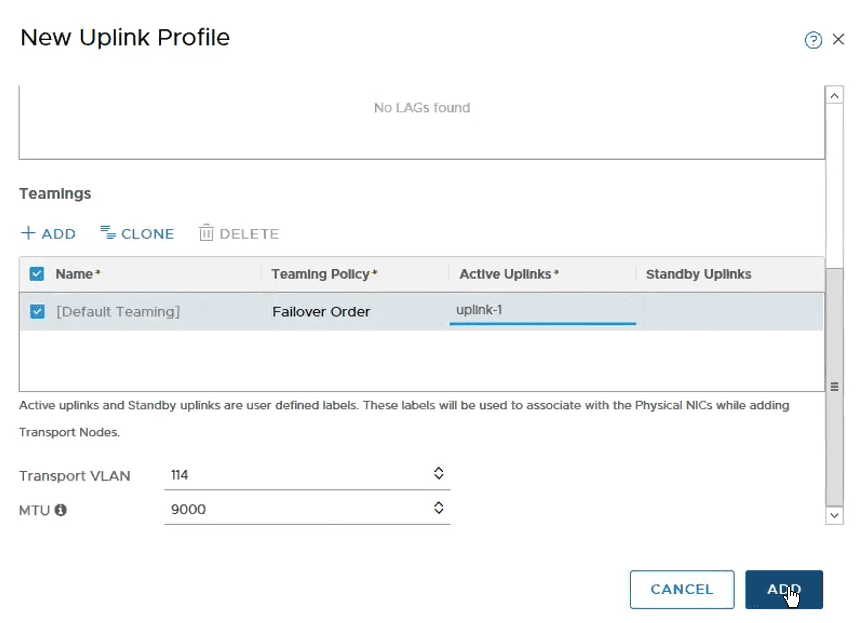 New Uplink Profile
No LAGs found
Teamings
ADD CLONE DELETE
Name* Teaming Policy* Active Uplinks* Standby Uplinks
[Default Teaming] Failover Order uplink-1
Active uplinks and Standby uplinks are user defined labels. These labels will be used to associate with the Physical NICs while adding
Transport Nodes.
Transport VLAN 114
MTU 9000
CANCEL ADD